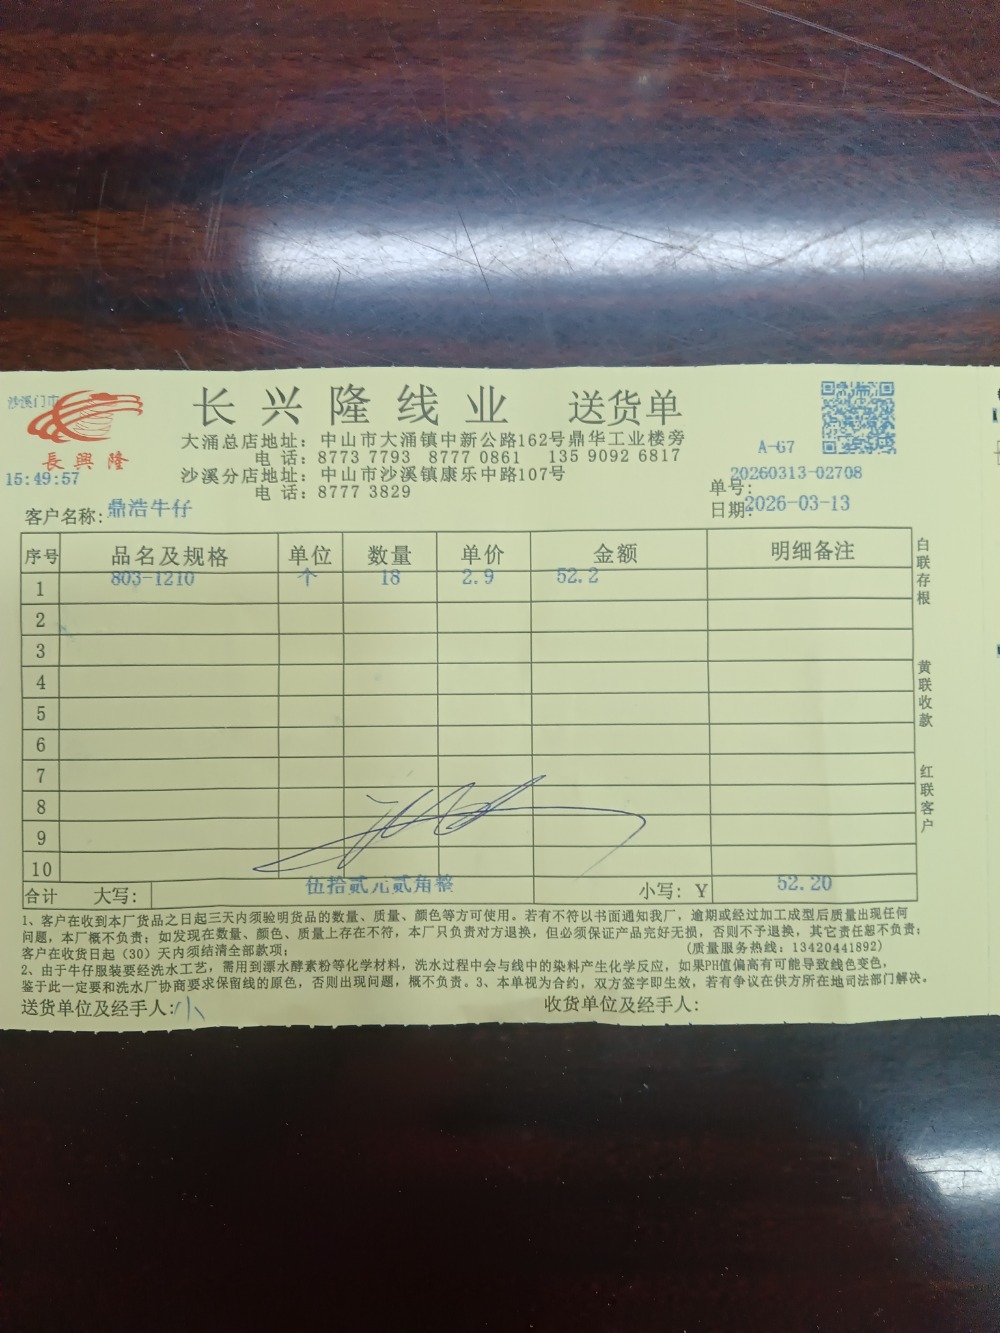 沙溪门市
長興隆
15:49:57
长兴隆线业 送货单
大涌总店地址：中山市大涌镇中新公路162号鼎华工业楼旁
电 话：8773 7793 8777 0861 135 9092 6817
沙溪分店地址：中山市沙溪镇康乐中路107号
电 话：8777 3829
A-G7
单号：20260313-02708
日期：2026-03-13
客户名称：鼎浩牛仔
序号 品名及规格 单位 数量 单价 金额 明细备注
1 803-1210 个 18 2.9 52.2
2
3
4
5
6
7
8
9
10
合计 大写： 伍拾贰元贰角整 小写：￥ 52.20
白联存根
黄联收款
红联客户
1、客户在收到本厂货品之日起三天内须验明货品的数量、质量、颜色等方可使用。若有不符以书面通知我厂，逾期或经过加工成型后质量出现任何
问题，本厂概不负责；如发现在数量、颜色、质量上存在不符，本厂只负责对方退换，但必须保证产品完好无损，否则不予退换，其它责任恕不负责；
客户在收货日起（30）天内须结清全部款项； (质量服务热线：13420441892)
2、由于牛仔服装要经洗水工艺，需用到漂水酵素粉等化学材料，洗水过程中会与线中的染料产生化学反应，如果PH值偏高有可能导致线色变色，
鉴于此一定要和洗水厂协商要求保留线的原色，否则出现问题，概不负责。3、本单视为合约，双方签字即生效，若有争议在供方所在地司法部门解决。
送货单位及经手人：小 收货单位及经手人：